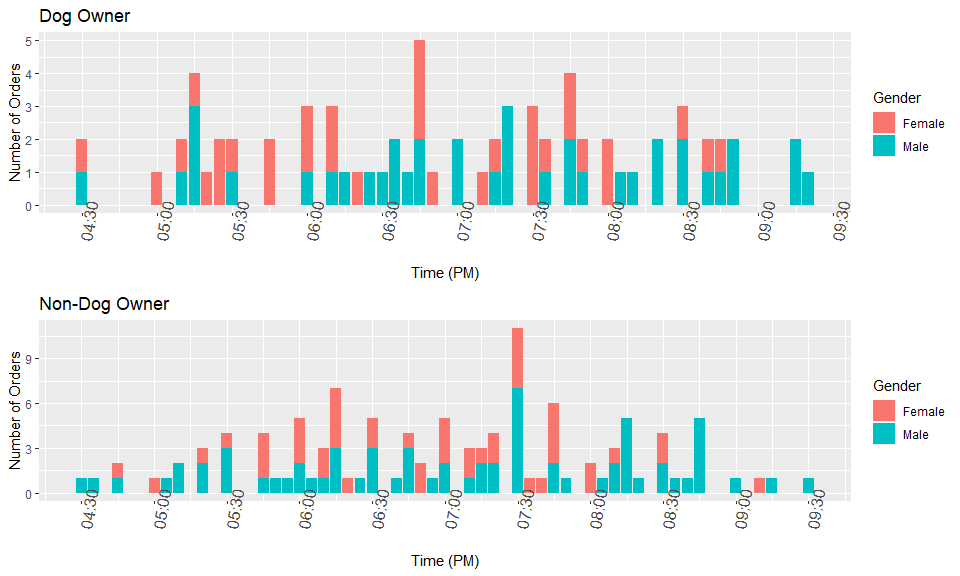 Dog Owner
Number of Orders
5
4
3
2
1
0
04:30 05:00 05:30 06:00 06:30 07:00 07:30 08:00 08:30 09:00 09:30
Time (PM)
Gender
Female
Male
Non-Dog Owner
Number of Orders
9
6
3
0
04:30 05:00 05:30 06:00 06:30 07:00 07:30 08:00 08:30 09:00 09:30
Time (PM)
Gender
Female
Male